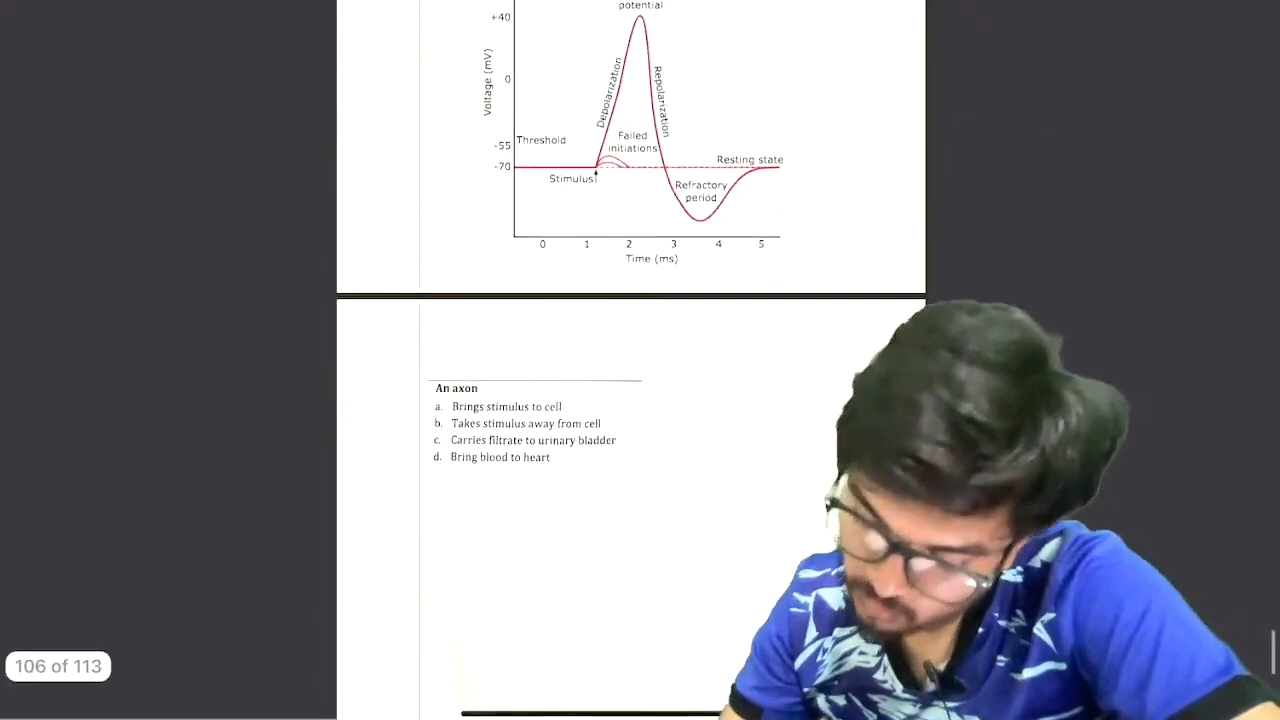 potential
+40
Voltage (mV)
0
Depolarization
Repolarization
Failed
initiations
Threshold
-55
-70
Resting state
Stimulus
Refractory
period
0 1 2 3 4 5
Time (ms)
An axon
a. Brings stimulus to cell
b. Takes stimulus away from cell
c. Carries filtrate to urinary bladder
d. Bring blood to heart
106 of 113